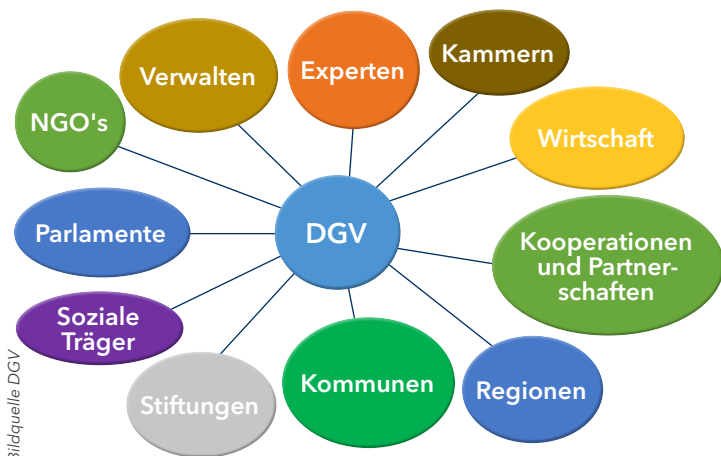 Kammern
Experten
Verwalten
NGO's
Wirtschaft
DGV
Parlamente
Kooperationen
und Partner-
schaften
Soziale
Träger
Kommunen
Regionen
Stiftungen
Bildquelle DGV